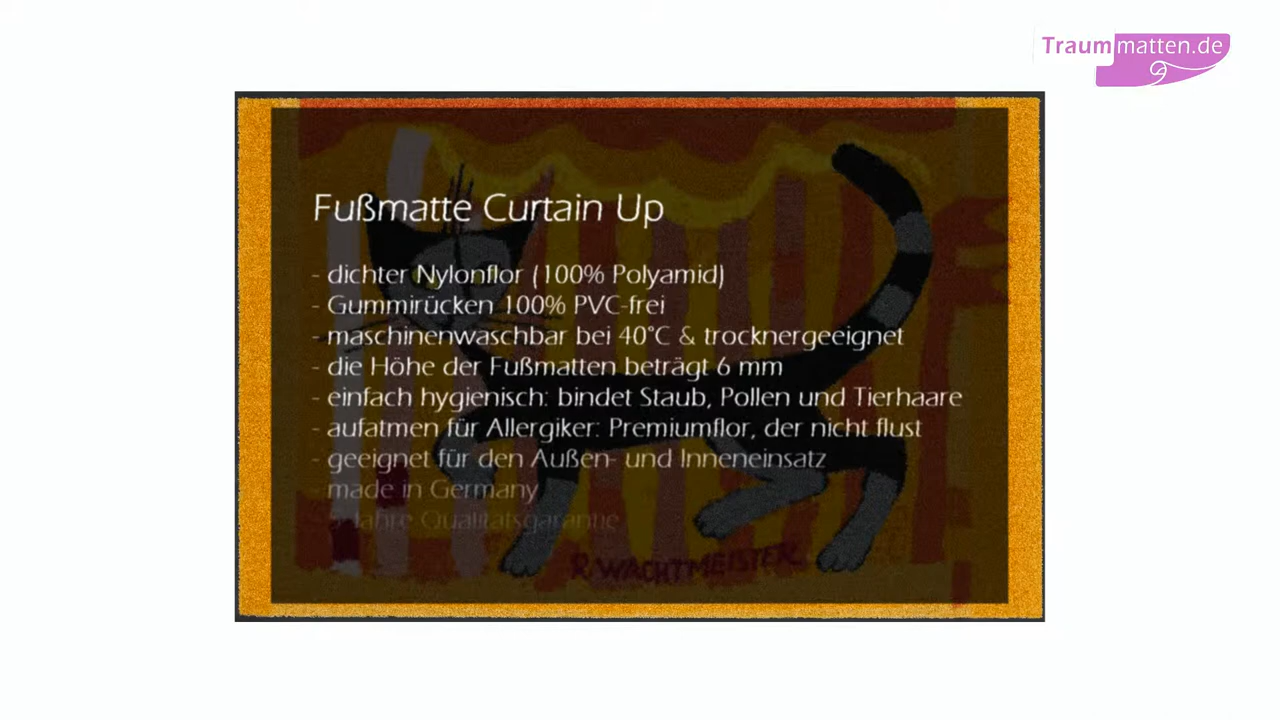 Traummatten.de
Fußmatte Curtain Up
- dichter Nylonflor (100% Polyamid)
- Gummirücken 100% PVC-frei
- maschinenwaschbar bei 40°C & trocknergeeignet
- die Höhe der Fußmatten beträgt 6 mm
- einfach hygienisch: bindet Staub, Pollen und Tierhaare
- aufatmen für Allergiker: Premiumflor, der nicht flust
- geeignet für den Außen- und Inneneinsatz
- made in Germany
Jahre Qualitätsgarantie
R. WACHTMEISTER